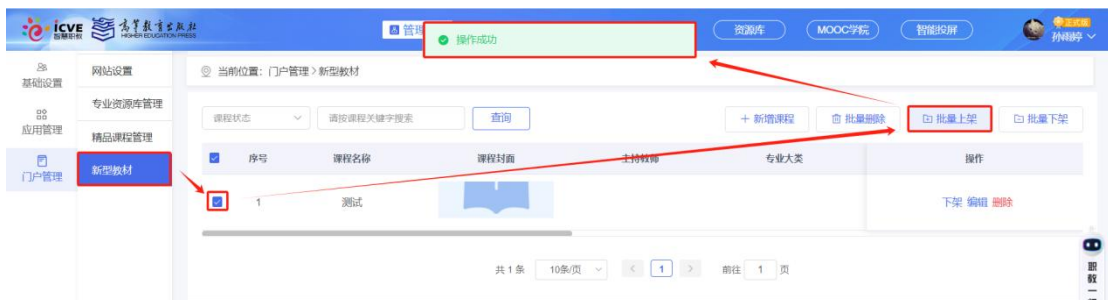 icve 智慧职教 高等教育出版社 HIGHER EDUCATION PRESS
管理
操作成功
资源库
MOOC学院
智能投屏
正式版
孙雨婷
基础设置
应用管理
门户管理
网站设置
专业资源库管理
精品课程管理
新型教材
当前位置：门户管理>新型教材
课程状态
请按课程关键字搜索
查询
+ 新增课程
批量删除
批量上架
批量下架
序号 课程名称 课程封面 主持教师 专业大类 操作
1 测试 下架 编辑 删除
共 1 条 10条/页 < 1 > 前往 1 页
职教一